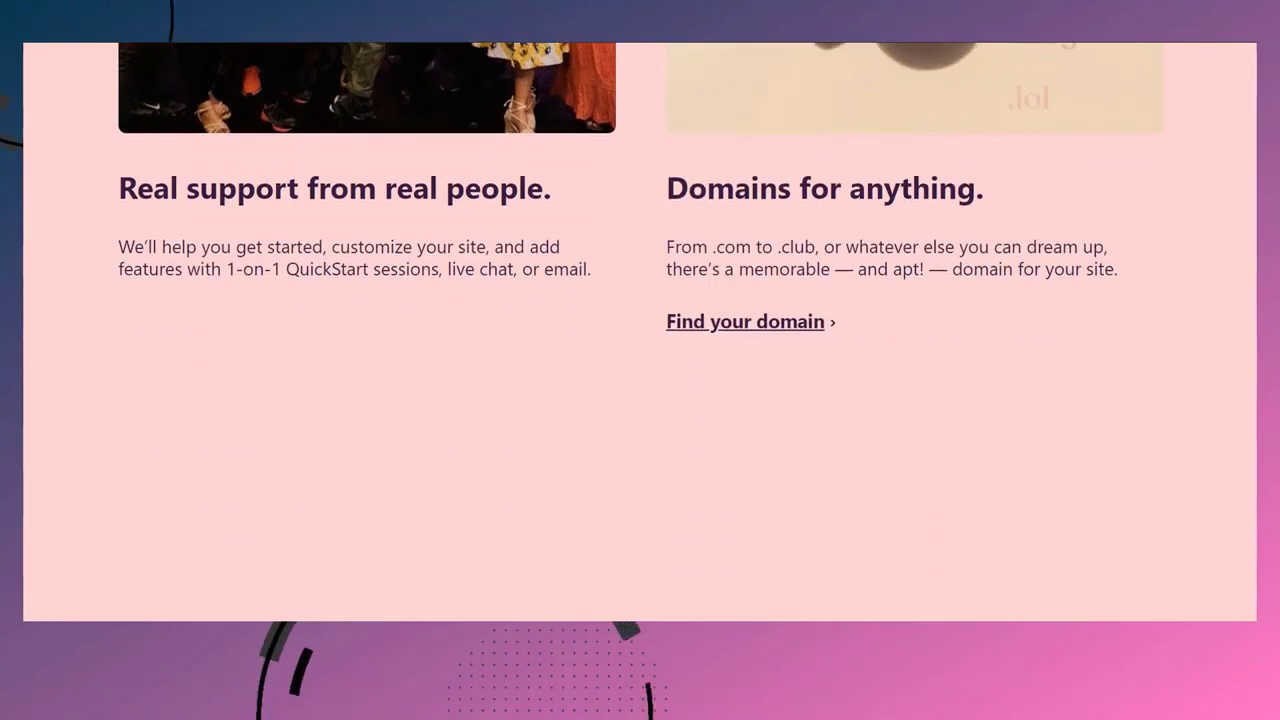 .lol
Real support from real people.
We’ll help you get started, customize your site, and add
features with 1-on-1 QuickStart sessions, live chat, or email.
Domains for anything.
From .com to .club, or whatever else you can dream up,
there’s a memorable — and apt! — domain for your site.
Find your domain ›